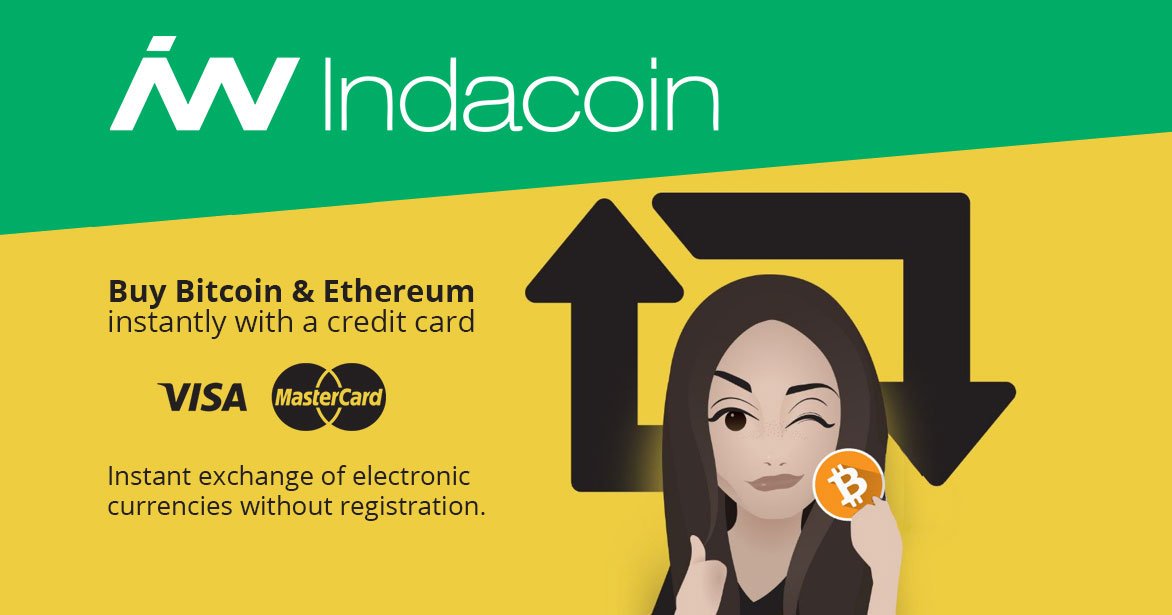 Indacoin
Buy Bitcoin & Ethereum
instantly with a credit card
VISA MasterCard
Instant exchange of electronic
currencies without registration.